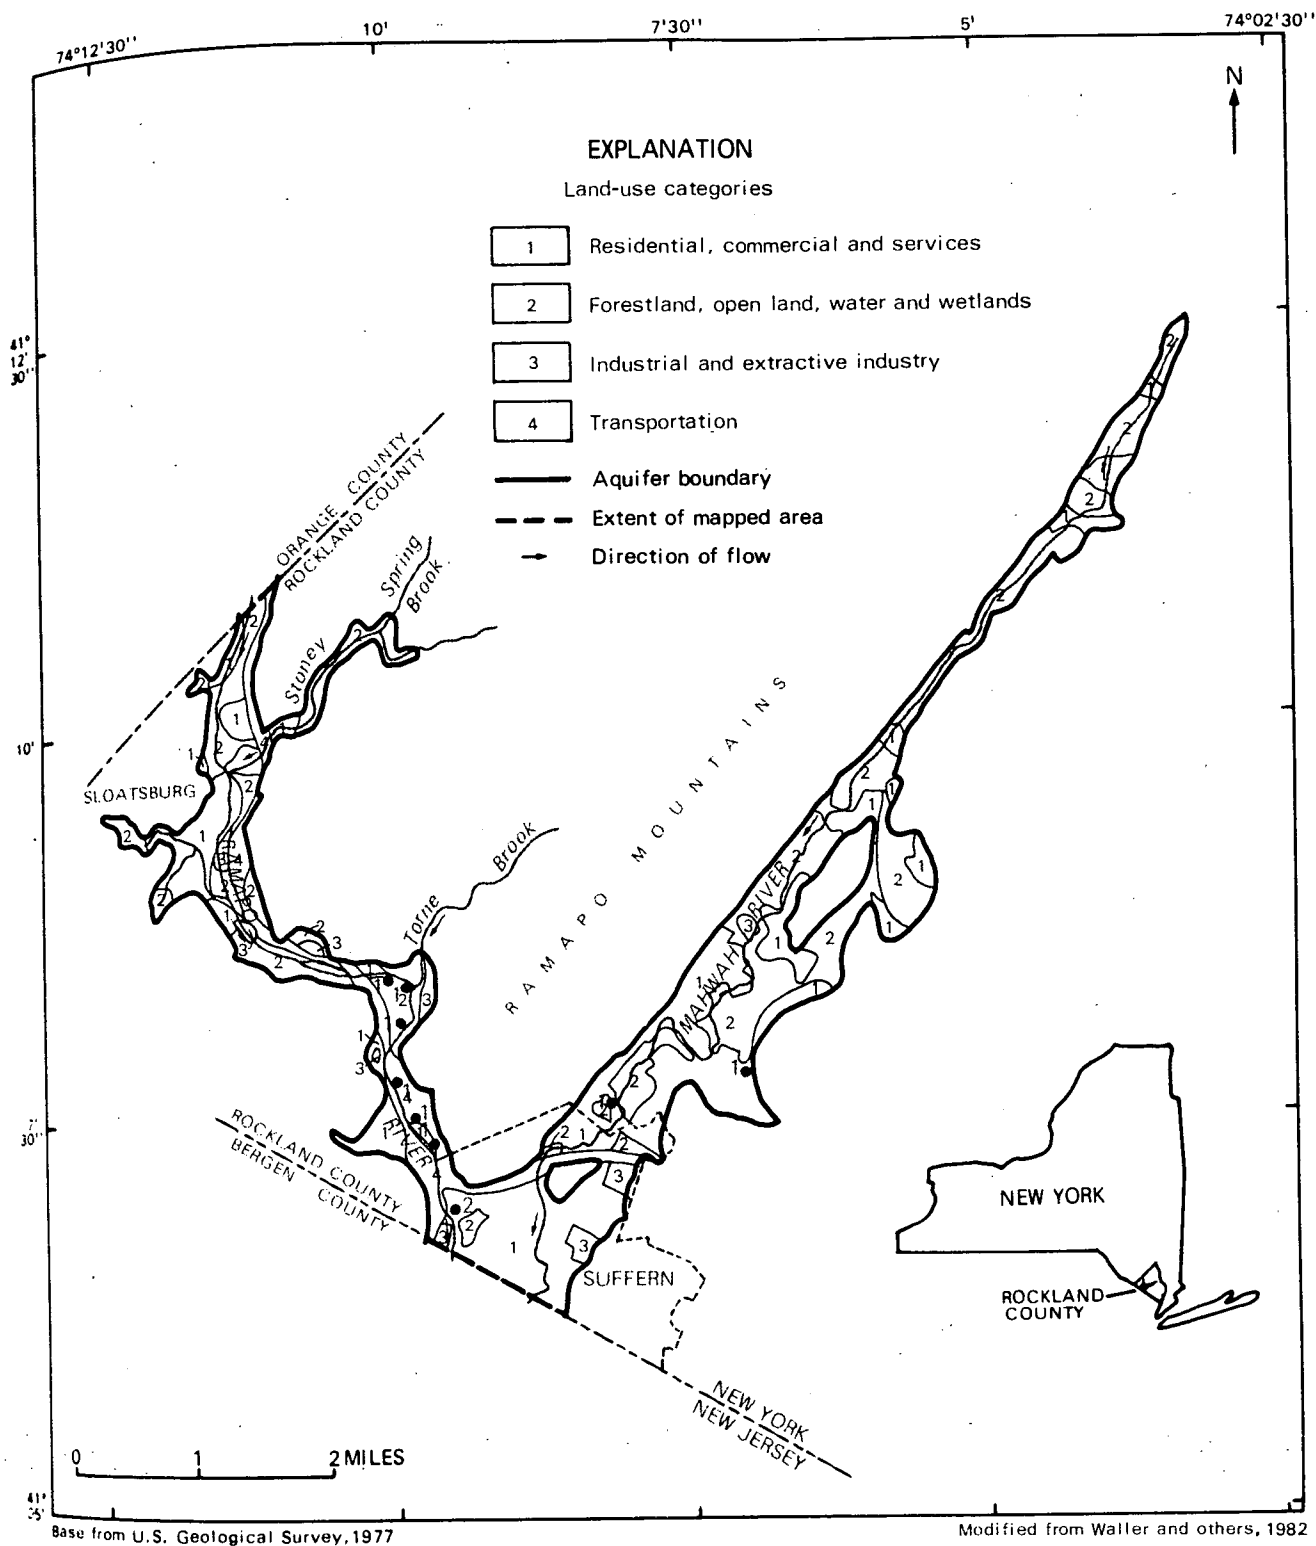 74°12'30"
10'
7'30"
5'
74°02'30"
N
EXPLANATION
Land-use categories
1 Residential, commercial and services
2 Forestland, open land, water and wetlands
3 Industrial and extractive industry
4 Transportation
Aquifer boundary
Extent of mapped area
Direction of flow
41°
12'
30"
ORANGE COUNTY
ROCKLAND COUNTY
Spring
Brook
Stoney
10'
SLOATSBURG
RAMAPO MOUNTAINS
Brook
Torne
RAMAPO
RIVER
MAHWAH RIVER
7'
30"
ROCKLAND COUNTY
BERGEN COUNTY
SUFFERN
NEW YORK
ROCKLAND
COUNTY
NEW YORK
NEW JERSEY
0 1 2 MILES
41°
Base from U.S. Geological Survey, 1977
Modified from Waller and others, 1982